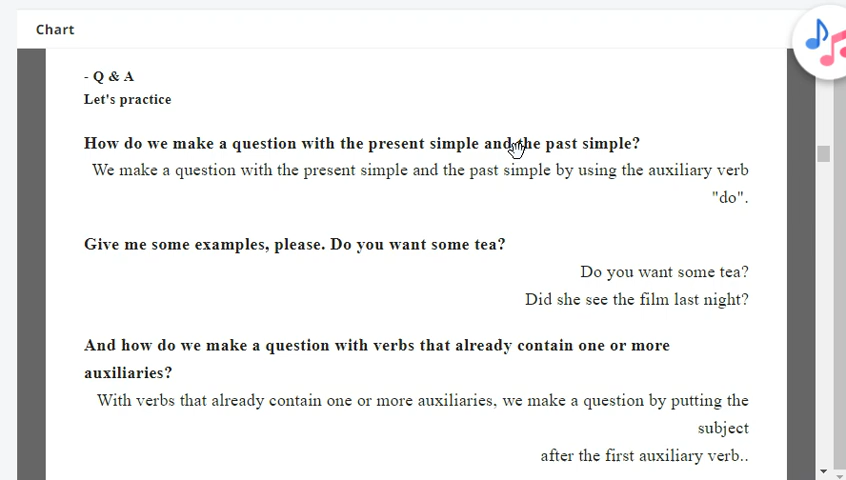 Chart
- Q & A
Let's practice
How do we make a question with the present simple and the past simple?
We make a question with the present simple and the past simple by using the auxiliary verb
"do".
Give me some examples, please. Do you want some tea?
Do you want some tea?
Did she see the film last night?
And how do we make a question with verbs that already contain one or more
auxiliaries?
With verbs that already contain one or more auxiliaries, we make a question by putting the
subject
after the first auxiliary verb..